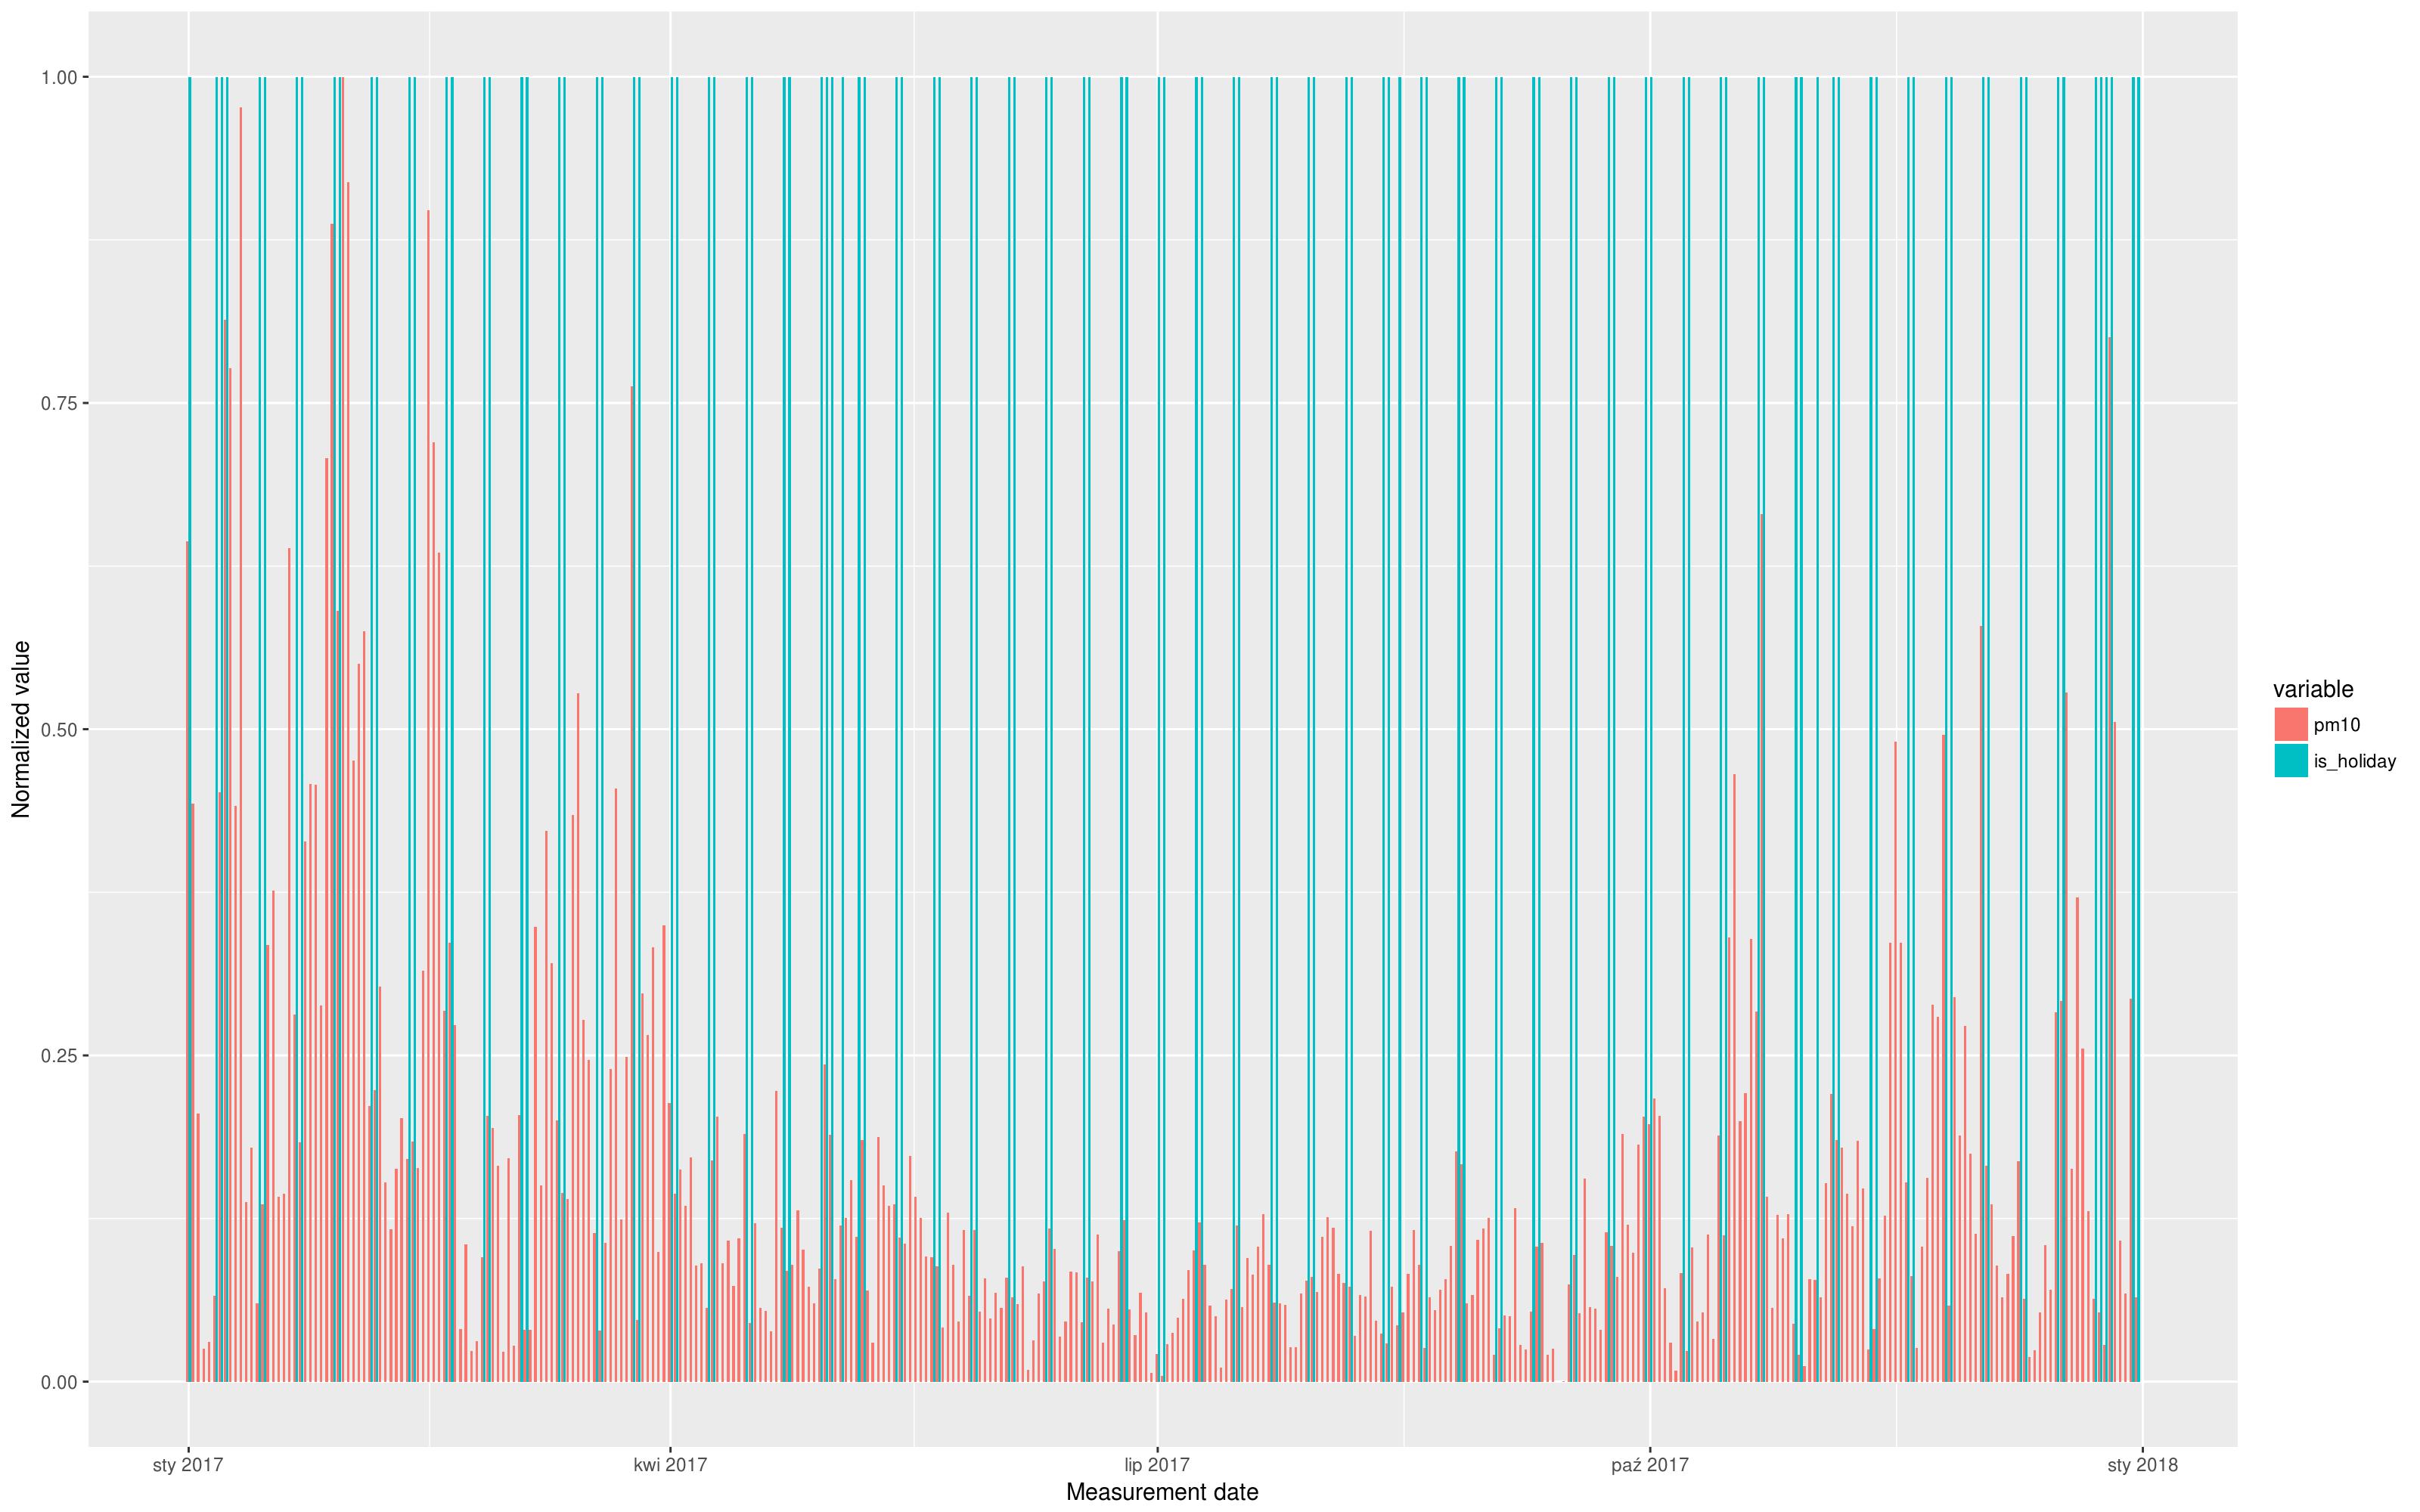 1.00
0.75
0.50
0.25
0.00
Normalized value
sty 2017
kwi 2017
lip 2017
paź 2017
sty 2018
Measurement date
variable
pm10
is_holiday